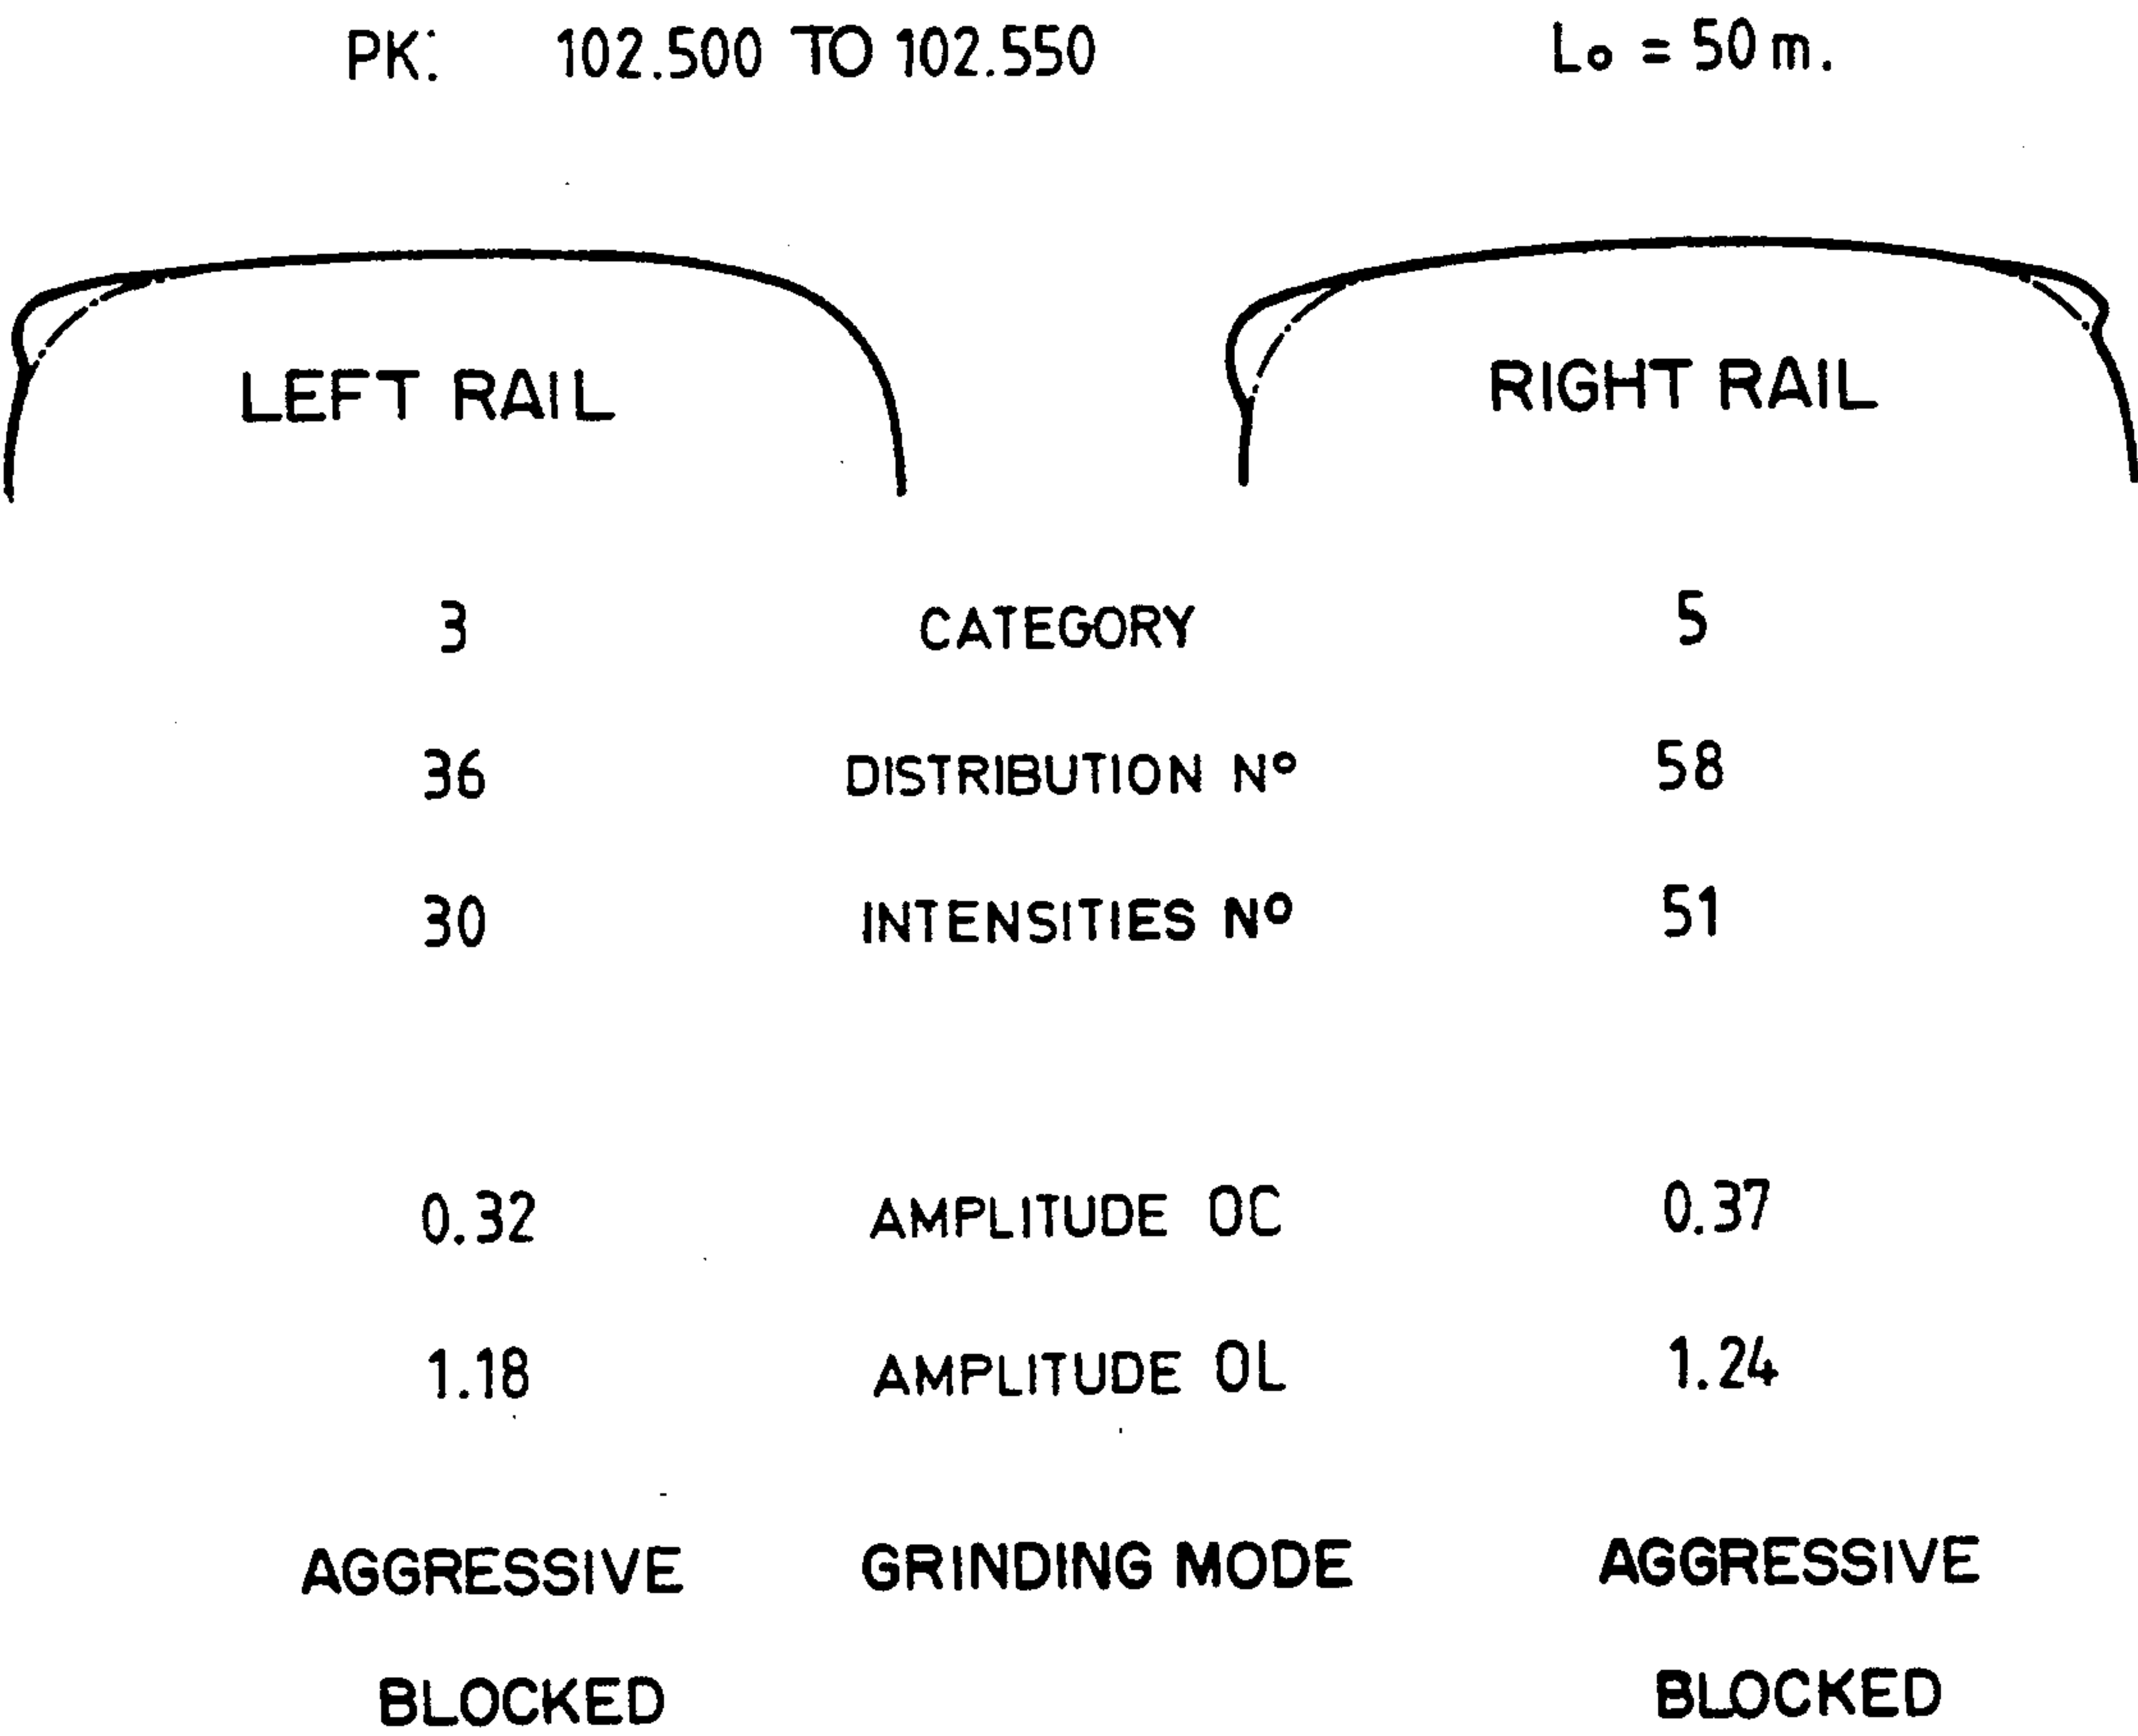 PK: 102.500 TO 102.550 Lo = 50 m.
LEFT RAIL RIGHT RAIL
3 CATEGORY 5
36 DISTRIBUTION Nº 58
30 INTENSITIES Nº 51
0.32 AMPLITUDE OC 0.37
1.18 AMPLITUDE OL 1.24
AGGRESSIVE GRINDING MODE AGGRESSIVE
BLOCKED BLOCKED